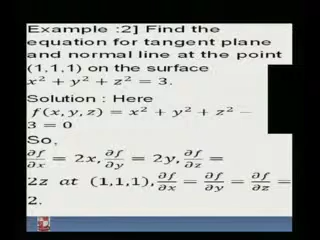 Example :2] Find the
equation for tangent plane
and normal line at the point
(1,1,1) on the surface
x² + y² + z² = 3.
Solution : Here
f(x, y, z) = x² + y² + z² −
3 = 0
So,
∂f/∂x = 2x, ∂f/∂y = 2y, ∂f/∂z =
2z at (1,1,1), ∂f/∂x = ∂f/∂y = ∂f/∂z =
2.